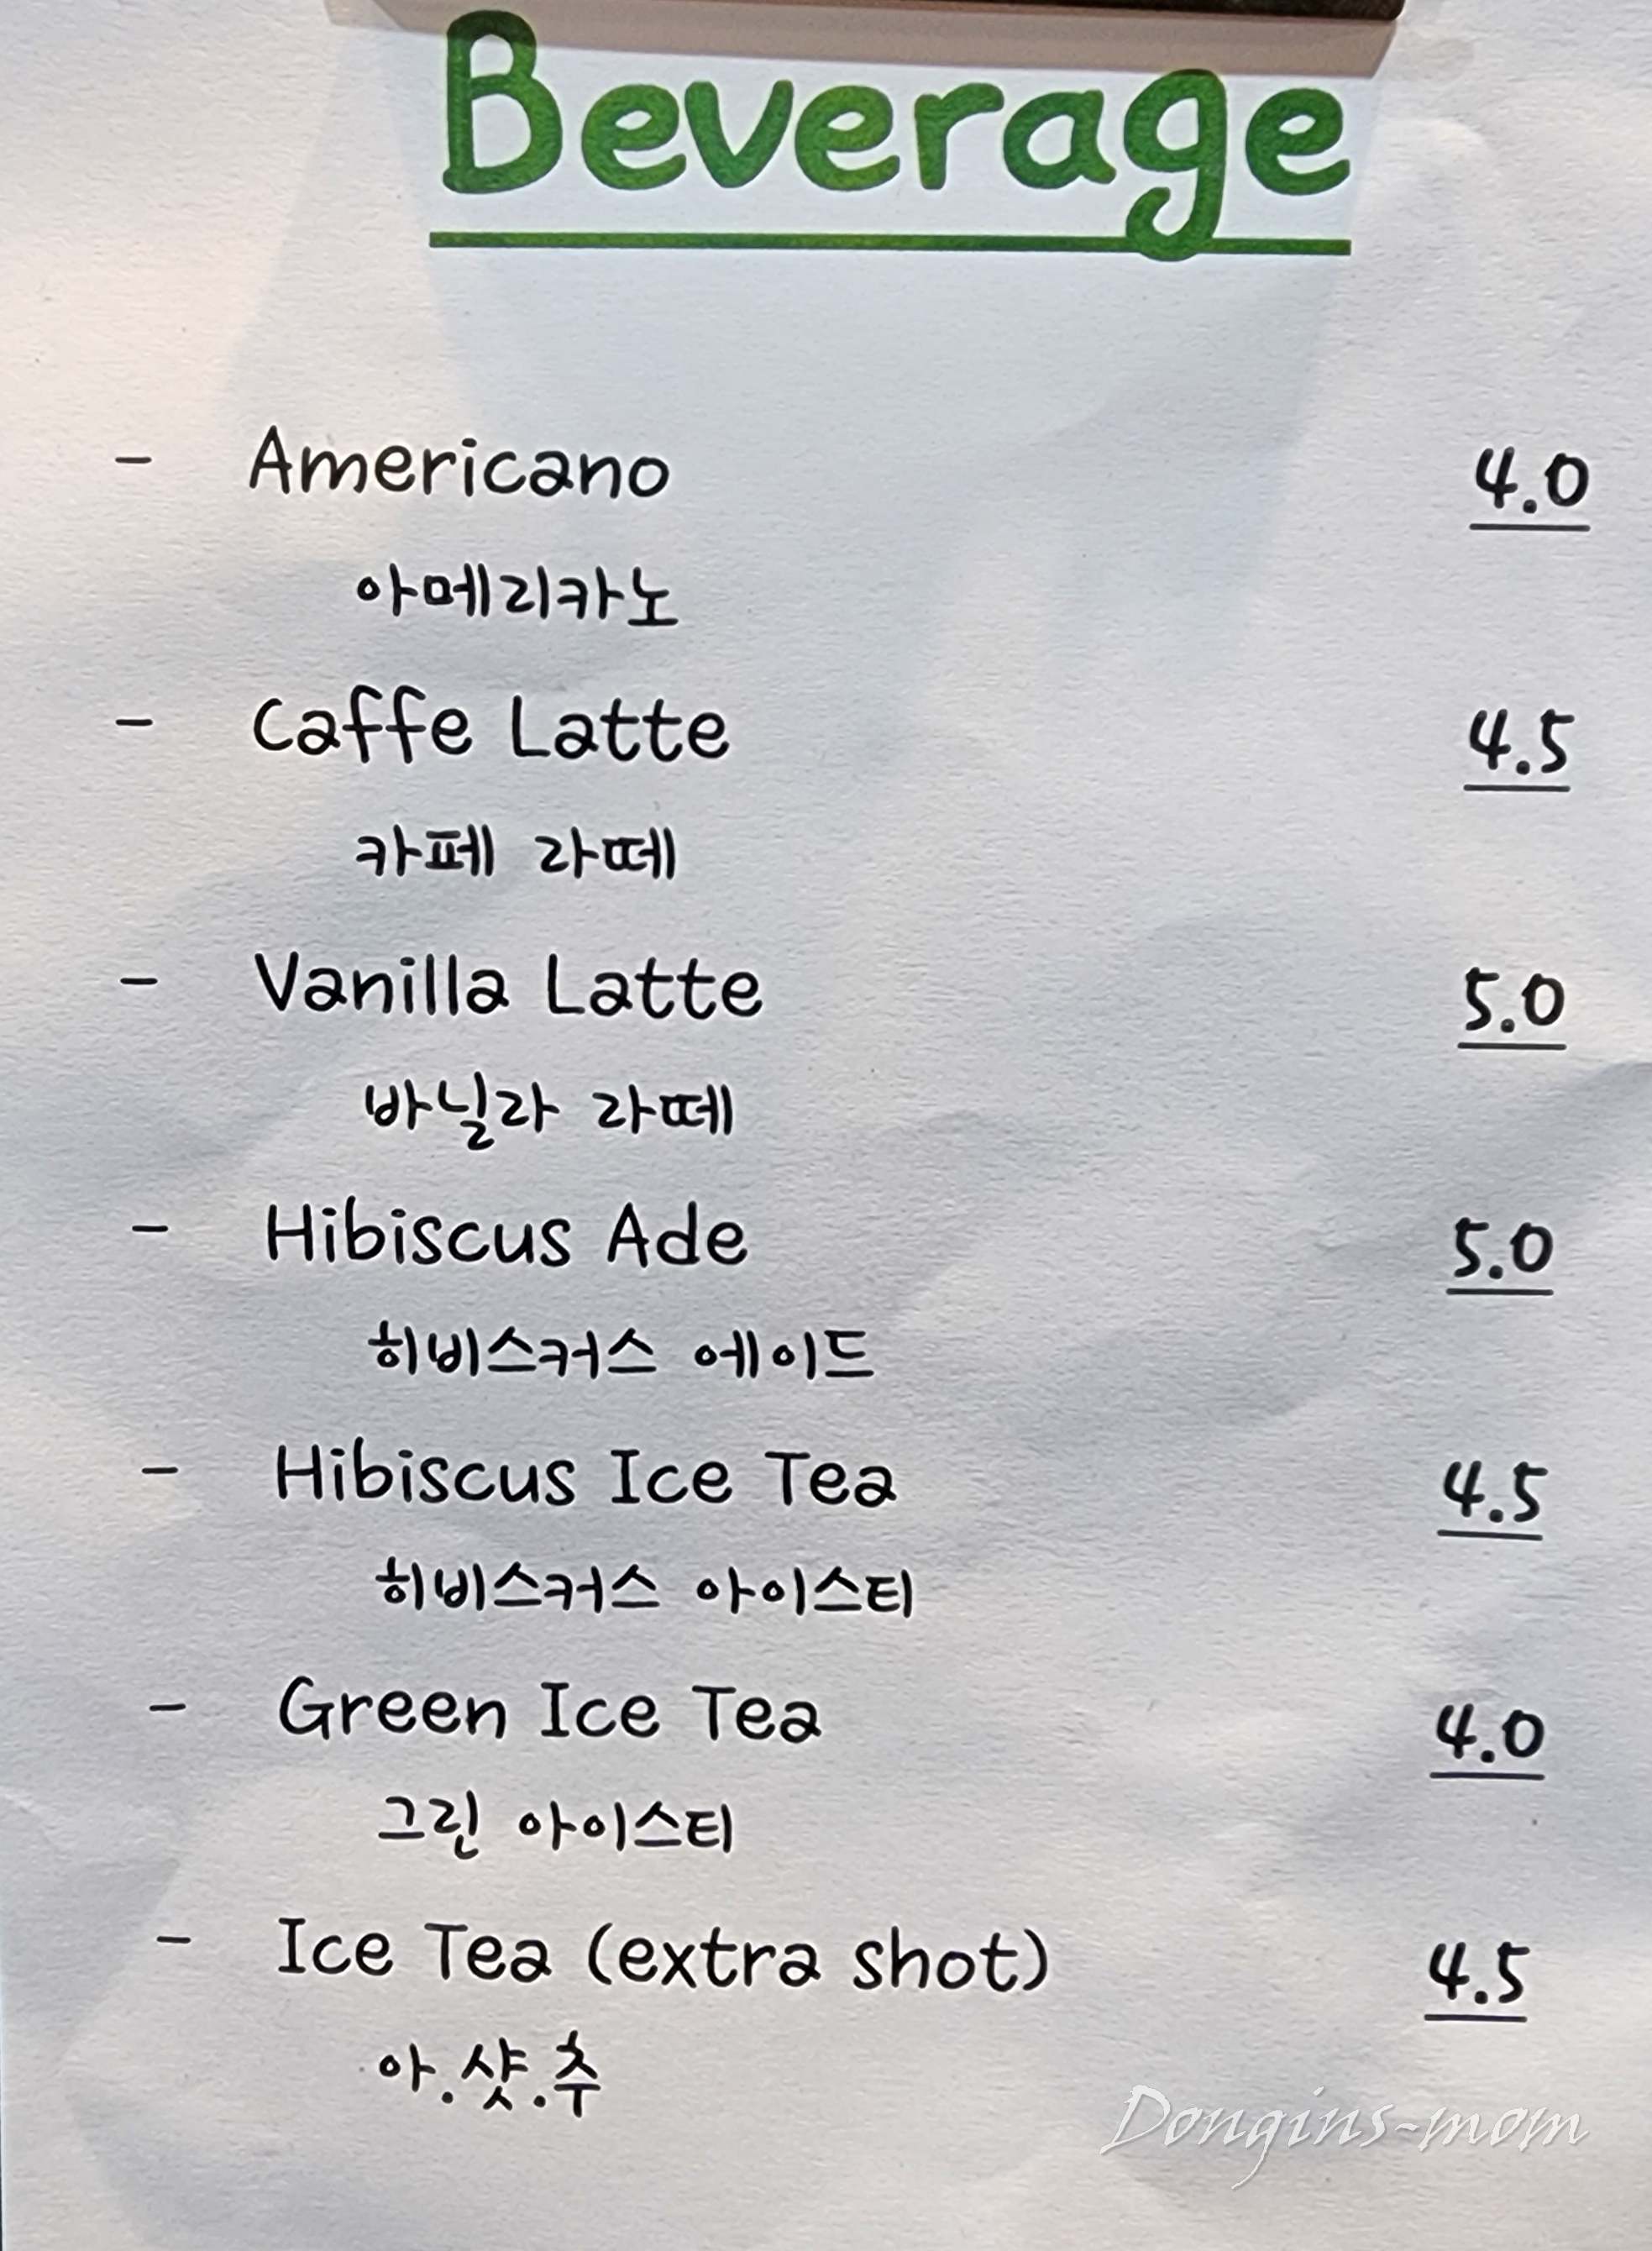 Beverage
- Americano 4.0
아메리카노
- Caffe Latte 4.5
카페 라떼
- Vanilla Latte 5.0
바닐라 라떼
- Hibiscus Ade 5.0
히비스커스 에이드
- Hibiscus Ice Tea 4.5
히비스커스 아이스티
- Green Ice Tea 4.0
그린 아이스티
- Ice Tea (extra shot) 4.5
아.샷.추
Dongins-mom